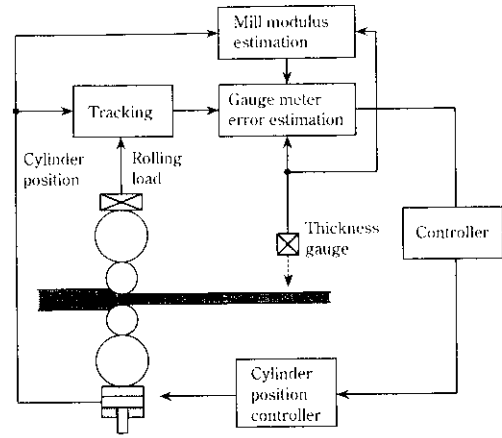 Mill modulus
estimation
Tracking
Gauge meter
error estimation
Cylinder
position
Rolling
load
Thickness
gauge
Controller
Cylinder
position
controller